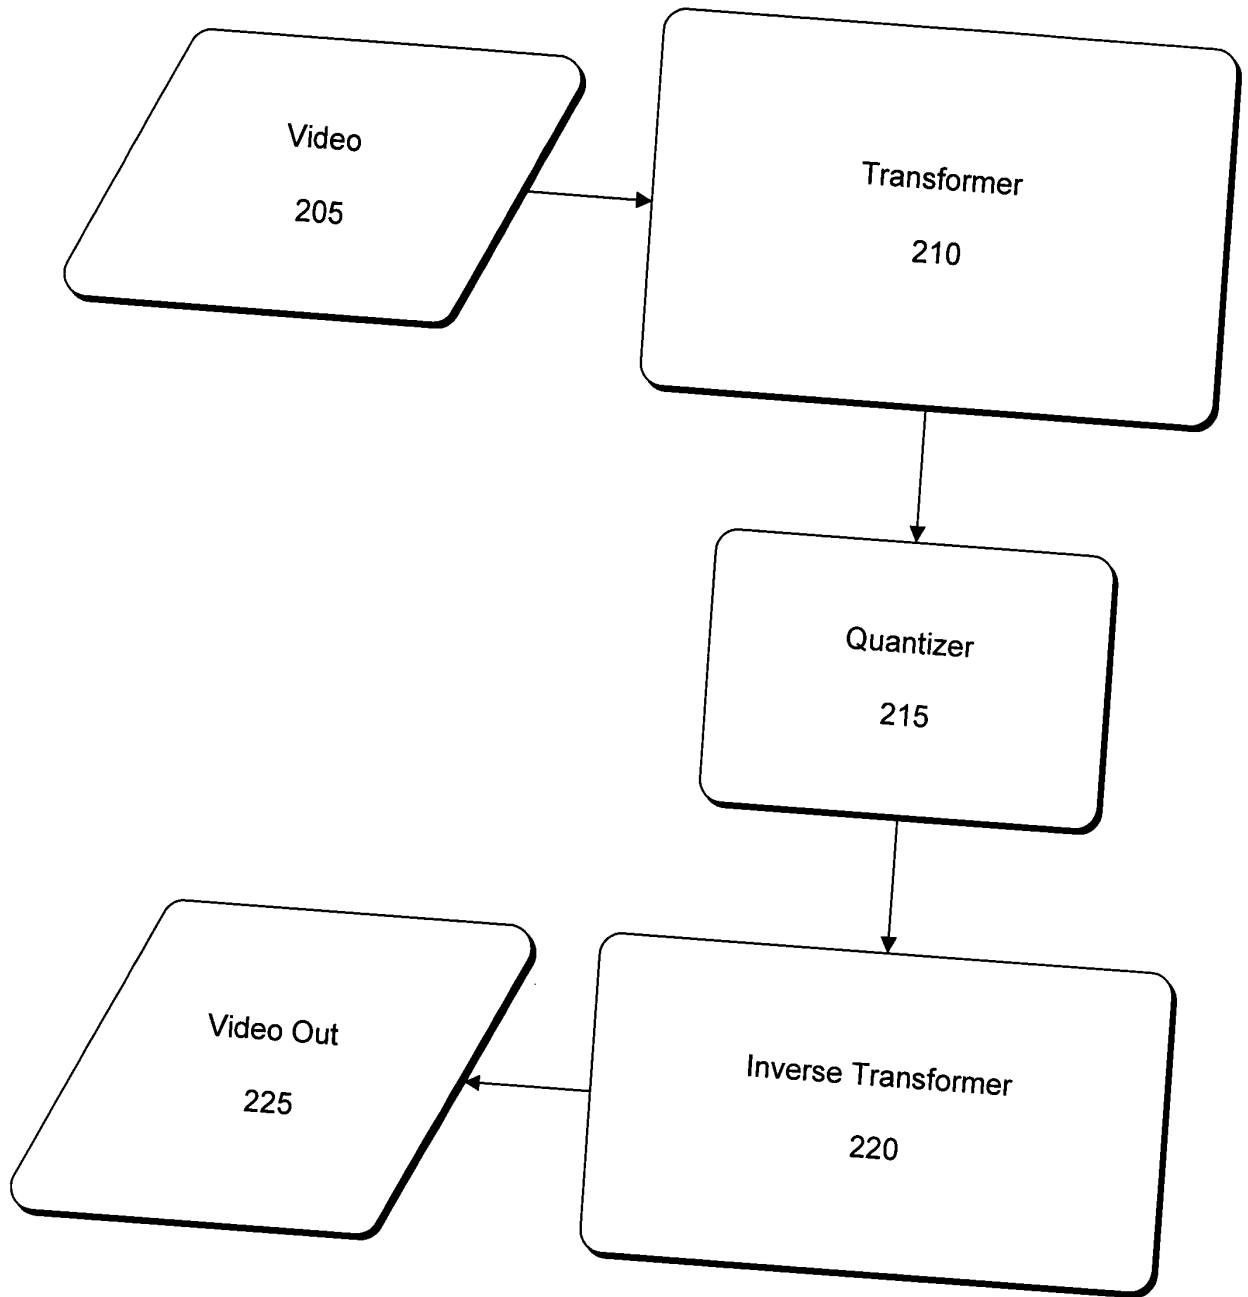 Video
205
Transformer
210
Quantizer
215
Video Out
225
Inverse Transformer
220